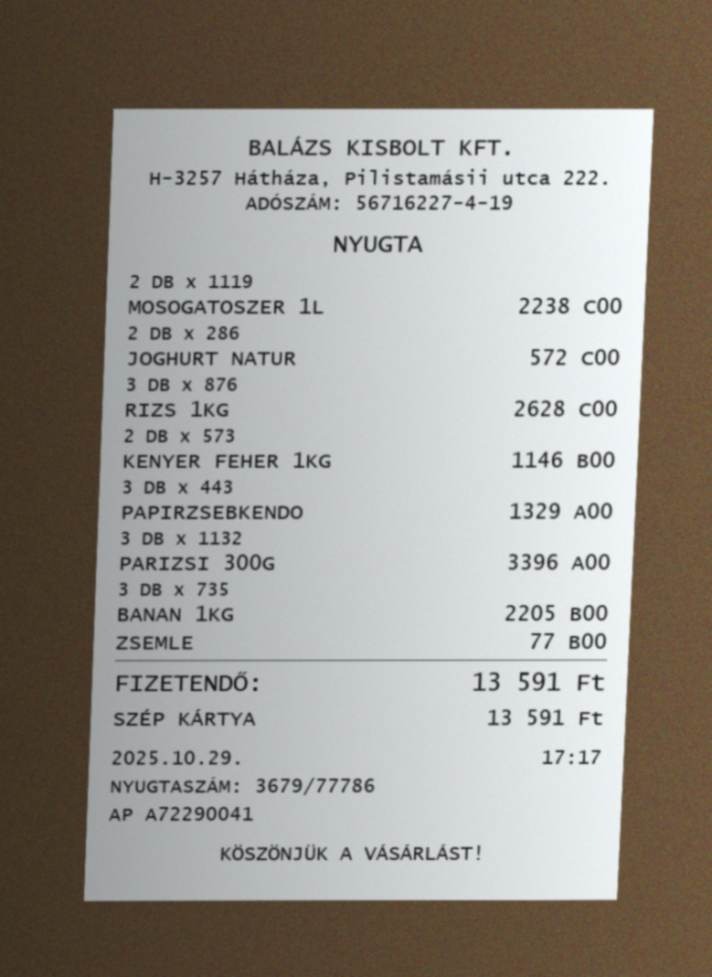 BALÁZS KISBOLT KFT.
H-3257 Hátháza, Pilistamásii utca 222.
ADÓSZÁM: 56716227-4-19
NYUGTA
2 DB x 1119
MOSOGATOSZER 1L 2238 C00
2 DB x 286
JOGHURT NATUR 572 C00
3 DB x 876
RIZS 1KG 2628 C00
2 DB x 573
KENYER FEHER 1KG 1146 B00
3 DB x 443
PAPIRZSEBKENDO 1329 A00
3 DB x 1132
PARIZSI 300G 3396 A00
3 DB x 735
BANAN 1KG 2205 B00
ZSEMLE 77 B00
FIZETENDŐ: 13 591 Ft
SZÉP KÁRTYA 13 591 Ft
2025.10.29. 17:17
NYUGTASZÁM: 3679/77786
AP A72290041
KÖSZÖNJÜK A VÁSÁRLÁST!